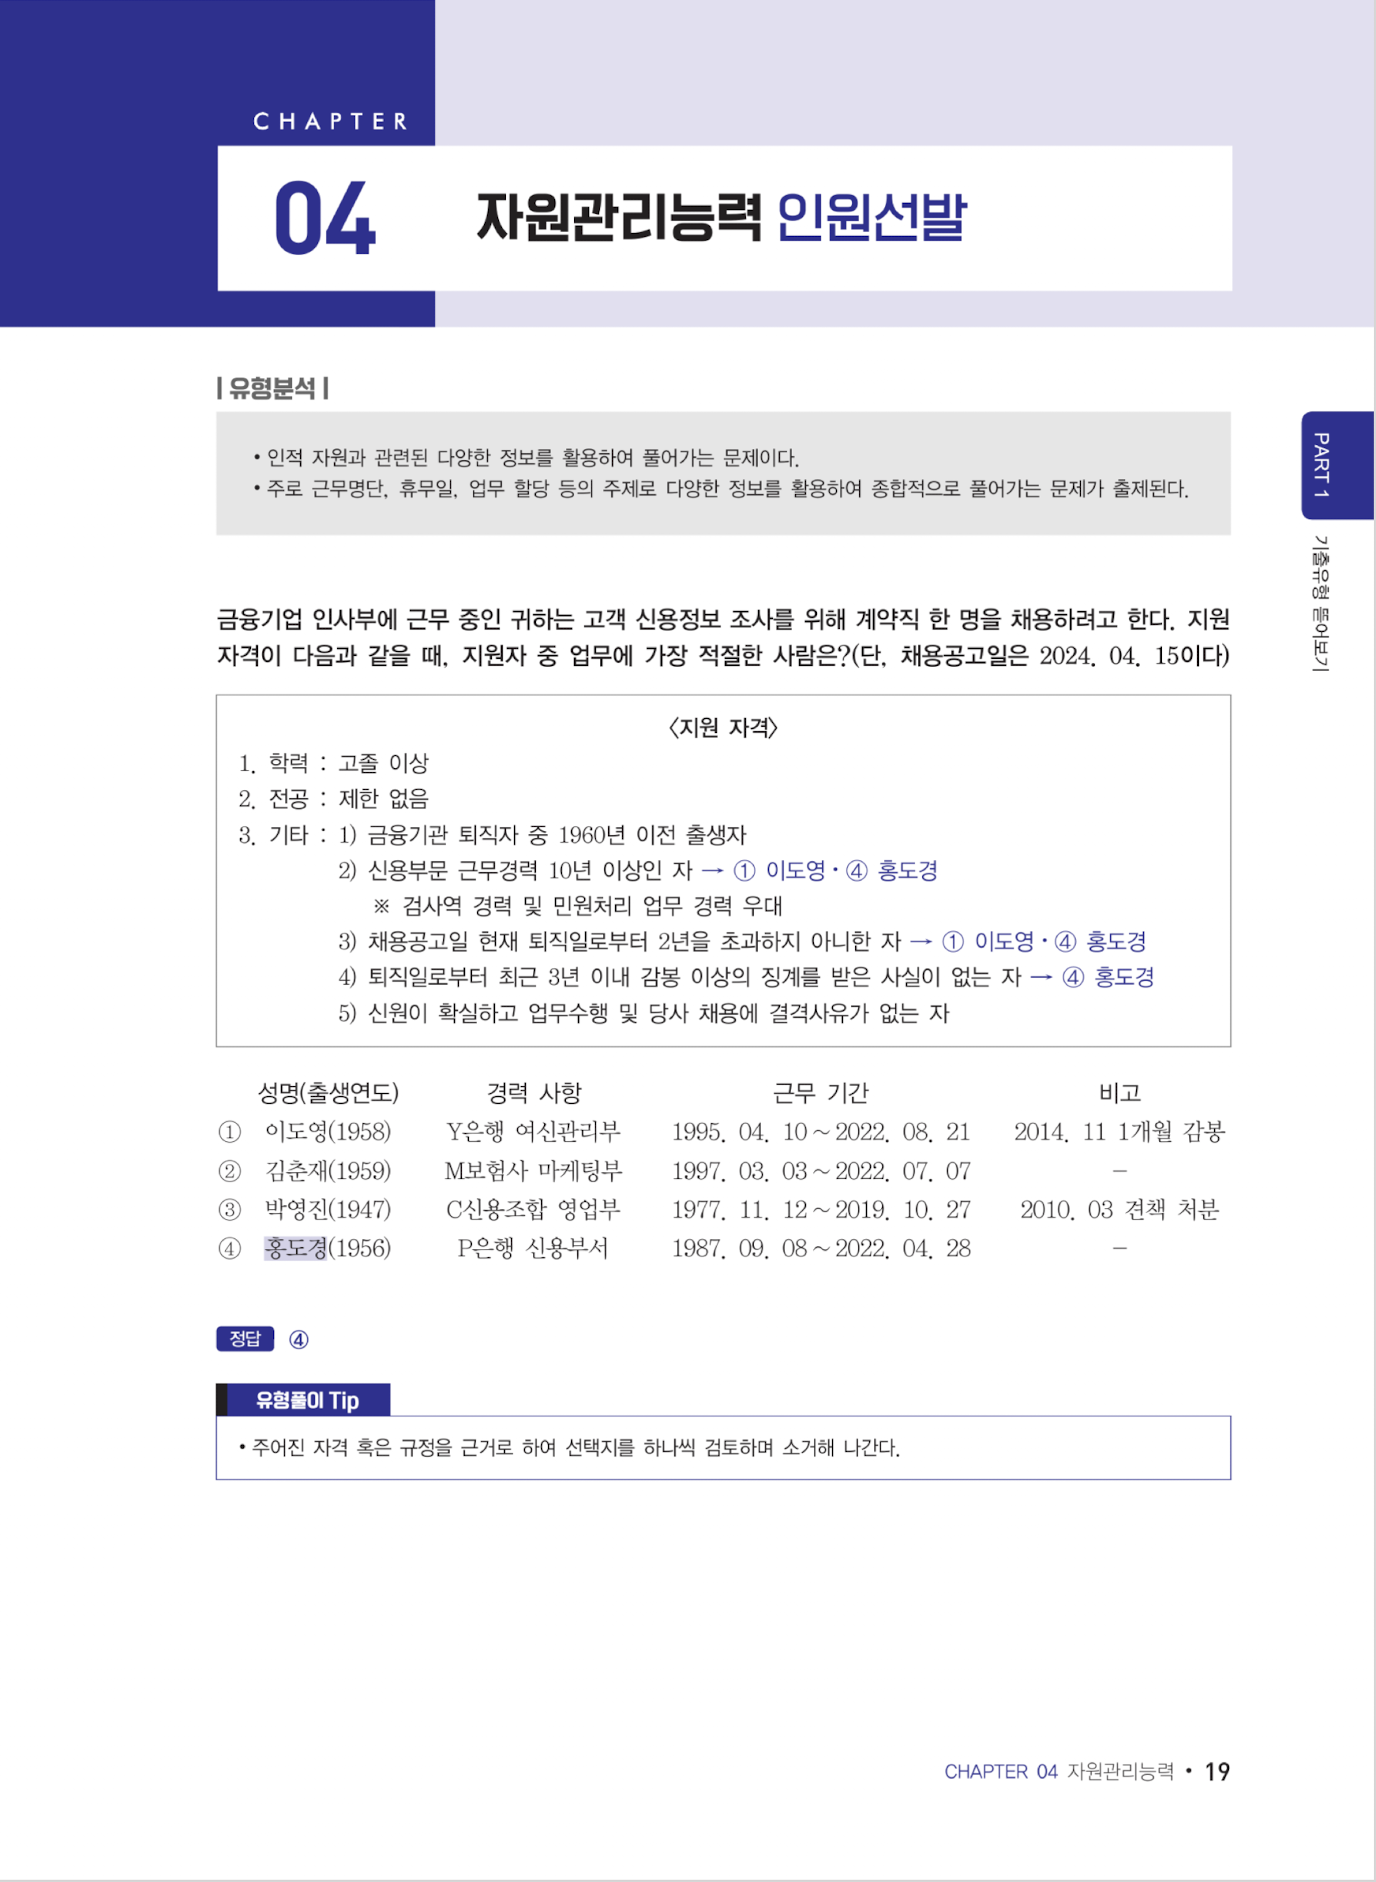 CHAPTER
04 자원관리능력 인원선발
| 유형분석 |
• 인적 자원과 관련된 다양한 정보를 활용하여 풀어가는 문제이다.
• 주로 근무명단, 휴무일, 업무 할당 등의 주제로 다양한 정보를 활용하여 종합적으로 풀어가는 문제가 출제된다.
PART 1
기출유형 뜯어보기
금융기업 인사부에 근무 중인 귀하는 고객 신용정보 조사를 위해 계약직 한 명을 채용하려고 한다. 지원
자격이 다음과 같을 때, 지원자 중 업무에 가장 적절한 사람은?(단, 채용공고일은 2024. 04. 15이다)
〈지원 자격〉
1. 학력 : 고졸 이상
2. 전공 : 제한 없음
3. 기타 : 1) 금융기관 퇴직자 중 1960년 이전 출생자
2) 신용부문 근무경력 10년 이상인 자 → ① 이도영・④ 홍도경
※ 검사역 경력 및 민원처리 업무 경력 우대
3) 채용공고일 현재 퇴직일로부터 2년을 초과하지 아니한 자 → ① 이도영・④ 홍도경
4) 퇴직일로부터 최근 3년 이내 감봉 이상의 징계를 받은 사실이 없는 자 → ④ 홍도경
5) 신원이 확실하고 업무수행 및 당사 채용에 결격사유가 없는 자
성명(출생연도) 경력 사항 근무 기간 비고
① 이도영(1958) Y은행 여신관리부 1995. 04. 10 ~ 2022. 08. 21 2014. 11 1개월 감봉
② 김춘재(1959) M보험사 마케팅부 1997. 03. 03 ~ 2022. 07. 07 －
③ 박영진(1947) C신용조합 영업부 1977. 11. 12 ~ 2019. 10. 27 2010. 03 견책 처분
④ 홍도경(1956) P은행 신용부서 1987. 09. 08 ~ 2022. 04. 28 －
정답 ④
유형풀이 Tip
• 주어진 자격 혹은 규정을 근거로 하여 선택지를 하나씩 검토하며 소거해 나간다.
CHAPTER 04 자원관리능력 • 19